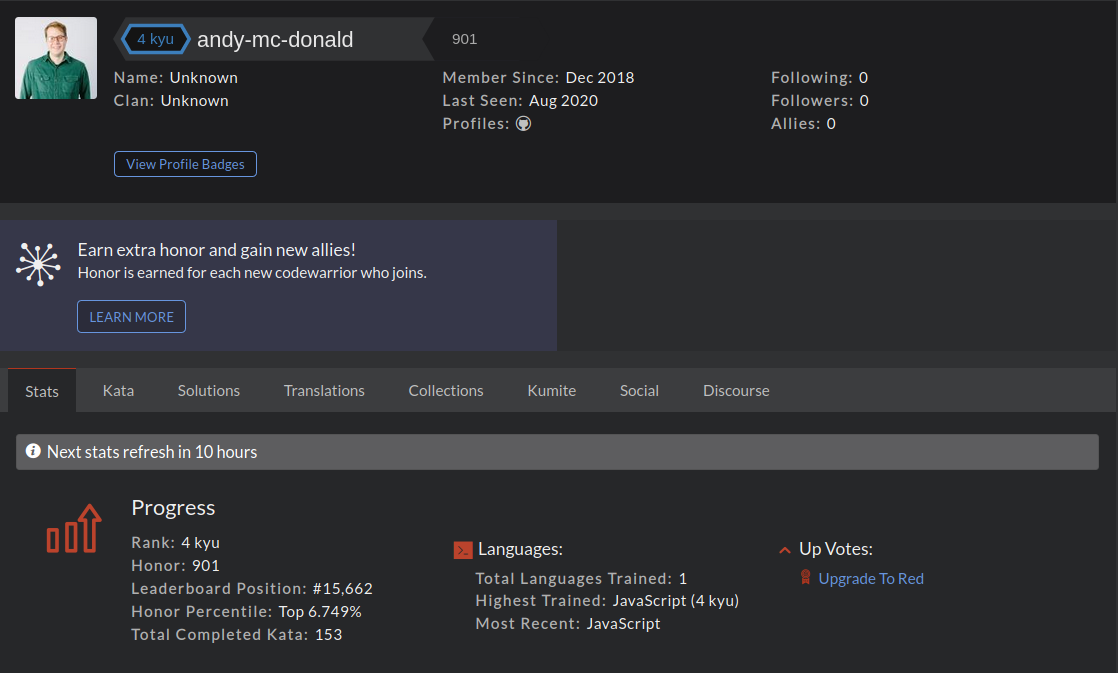 4 kyu andy-mc-donald 901
Name: Unknown
Clan: Unknown
Member Since: Dec 2018
Last Seen: Aug 2020
Profiles:
Following: 0
Followers: 0
Allies: 0
View Profile Badges
Earn extra honor and gain new allies!
Honor is earned for each new codewarrior who joins.
LEARN MORE
Stats Kata Solutions Translations Collections Kumite Social Discourse
Next stats refresh in 10 hours
Progress
Rank: 4 kyu
Honor: 901
Leaderboard Position: #15,662
Honor Percentile: Top 6.749%
Total Completed Kata: 153
Languages:
Total Languages Trained: 1
Highest Trained: JavaScript (4 kyu)
Most Recent: JavaScript
Up Votes:
Upgrade To Red